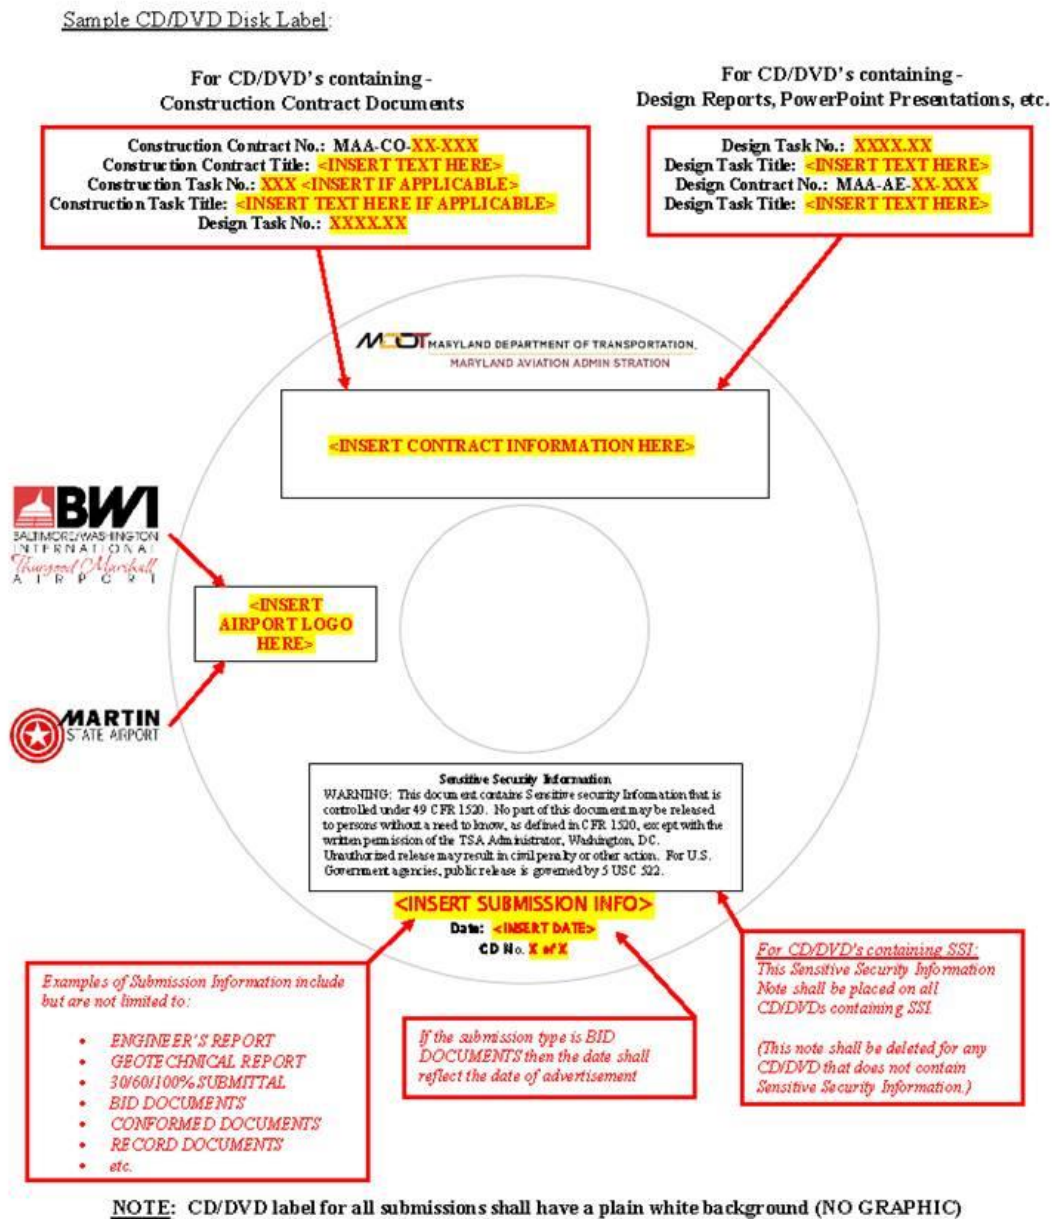 Sample CD/DVD Disk Label:
For CD/DVD's containing -
Construction Contract Documents
For CD/DVD's containing -
Design Reports, PowerPoint Presentations, etc.
Construction Contract No.: MAA-CO-XX-XXX
Construction Contract Title: <INSERT TEXT HERE>
Construction Task No.: XXX <INSERT IF APPLICABLE>
Construction Task Title: <INSERT TEXT HERE IF APPLICABLE>
Design Task No.: XXXX.XX
Design Task No.: XXXX.XX
Design Task Title: <INSERT TEXT HERE>
Design Contract No.: MAA-AE-XX-XXX
Design Task Title: <INSERT TEXT HERE>
MDOT MARYLAND DEPARTMENT OF TRANSPORTATION.
MARYLAND AVIATION ADMINISTRATION
<INSERT CONTRACT INFORMATION HERE>
BWI
BALTIMORE/WASHINGTON
INTERNATIONAL
Thurgood Marshall
AIRPORT
<INSERT
AIRPORT LOGO
HERE>
MARTIN
STATE AIRPORT
Sensitive Security Information
WARNING: This document contains Sensitive security Information that is
controlled under 49 CFR 1520. No part of this document may be released
to persons without a need to know, as defined in CFR 1520, except with the
written permission of the TSA Administrator, Washington, DC.
Unauthorized release may result in civil penalty or other action. For U.S.
Government agencies, public release is governed by 5 USC 522.
<INSERT SUBMISSION INFO>
Date: <INSERT DATE>
CD No. X of X
Examples of Submission Information include
but are not limited to:
• ENGINEER'S REPORT
• GEOTECHNICAL REPORT
• 30/60/100% SUBMITTAL
• BID DOCUMENTS
• CONFORMED DOCUMENTS
• RECORD DOCUMENTS
• etc.
If the submission type is BID
DOCUMENTS then the date shall
reflect the date of advertisement
For CD/DVD's containing SSI:
This Sensitive Security Information
Note shall be placed on all
CD/DVDs containing SSI.
(This note shall be deleted for any
CD/DVD that does not contain
Sensitive Security Information.)
NOTE: CD/DVD label for all submissions shall have a plain white background (NO GRAPHIC)